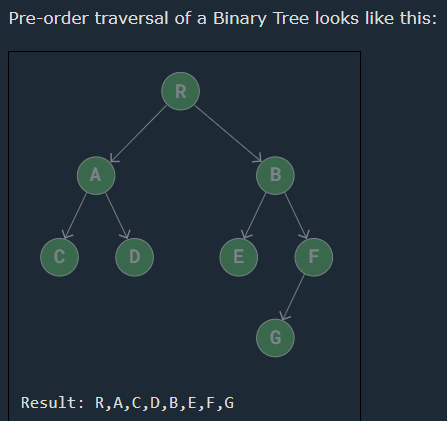 Pre-order traversal of a Binary Tree looks like this:
R
A
B
C
D
E
F
G
Result: R,A,C,D,B,E,F,G